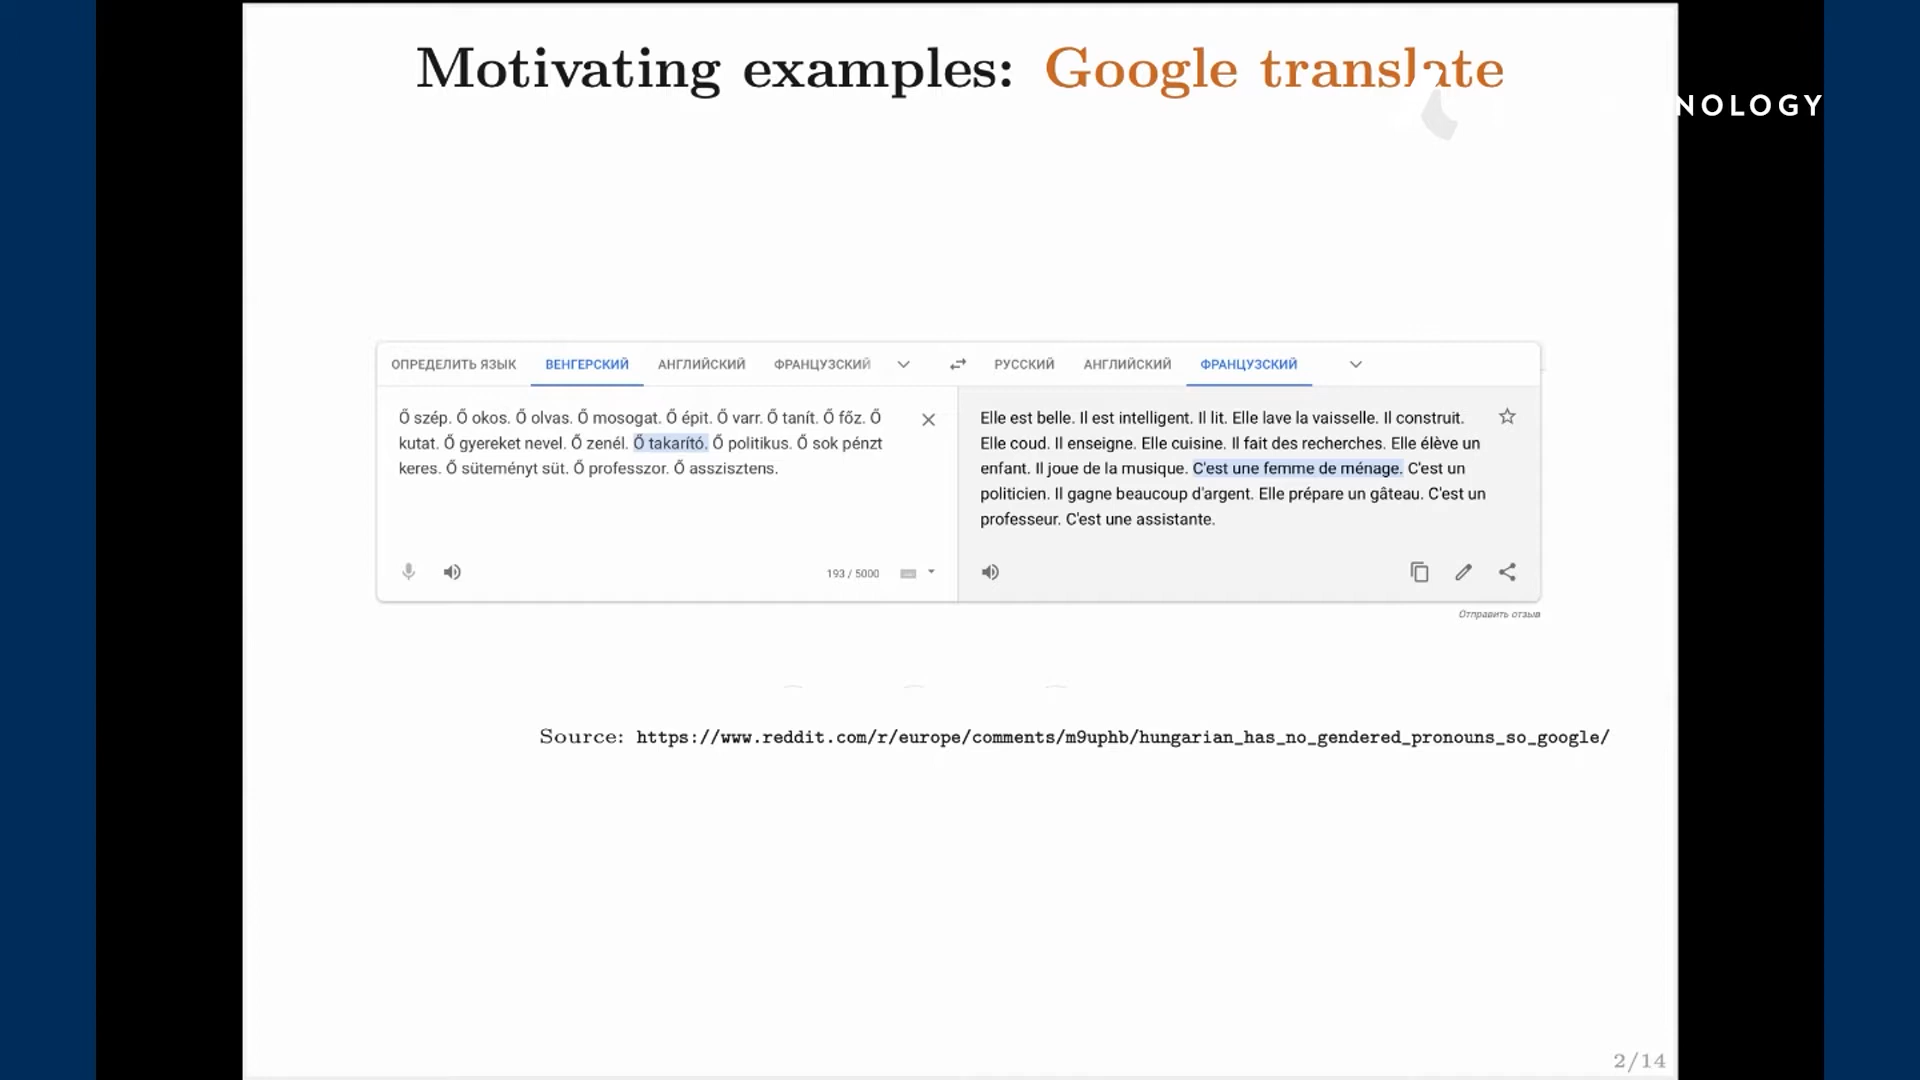 Motivating examples: Google translate
NOLOGY
ОПРЕДЕЛИТЬ ЯЗЫК ВЕНГЕРСКИЙ АНГЛИЙСКИЙ ФРАНЦУЗСКИЙ РУССКИЙ АНГЛИЙСКИЙ ФРАНЦУЗСКИЙ
Ő szép. Ő okos. Ő olvas. Ő mosogat. Ő épit. Ő varr. Ő tanít. Ő főz. Ő
kutat. Ő gyereket nevel. Ő zenél. Ő takarító. Ő politikus. Ő sok pénzt
keres. Ő süteményt süt. Ő professzor. Ő asszisztens.
193 / 5000
Elle est belle. Il est intelligent. Il lit. Elle lave la vaisselle. Il construit.
Elle coud. Il enseigne. Elle cuisine. Il fait des recherches. Elle élève un
enfant. Il joue de la musique. C'est une femme de ménage. C'est un
politicien. Il gagne beaucoup d'argent. Elle prépare un gâteau. C'est un
professeur. C'est une assistante.
Отправить отзыв
Source: https://www.reddit.com/r/europe/comments/m9uphb/hungarian_has_no_gendered_pronouns_so_google/
2/14